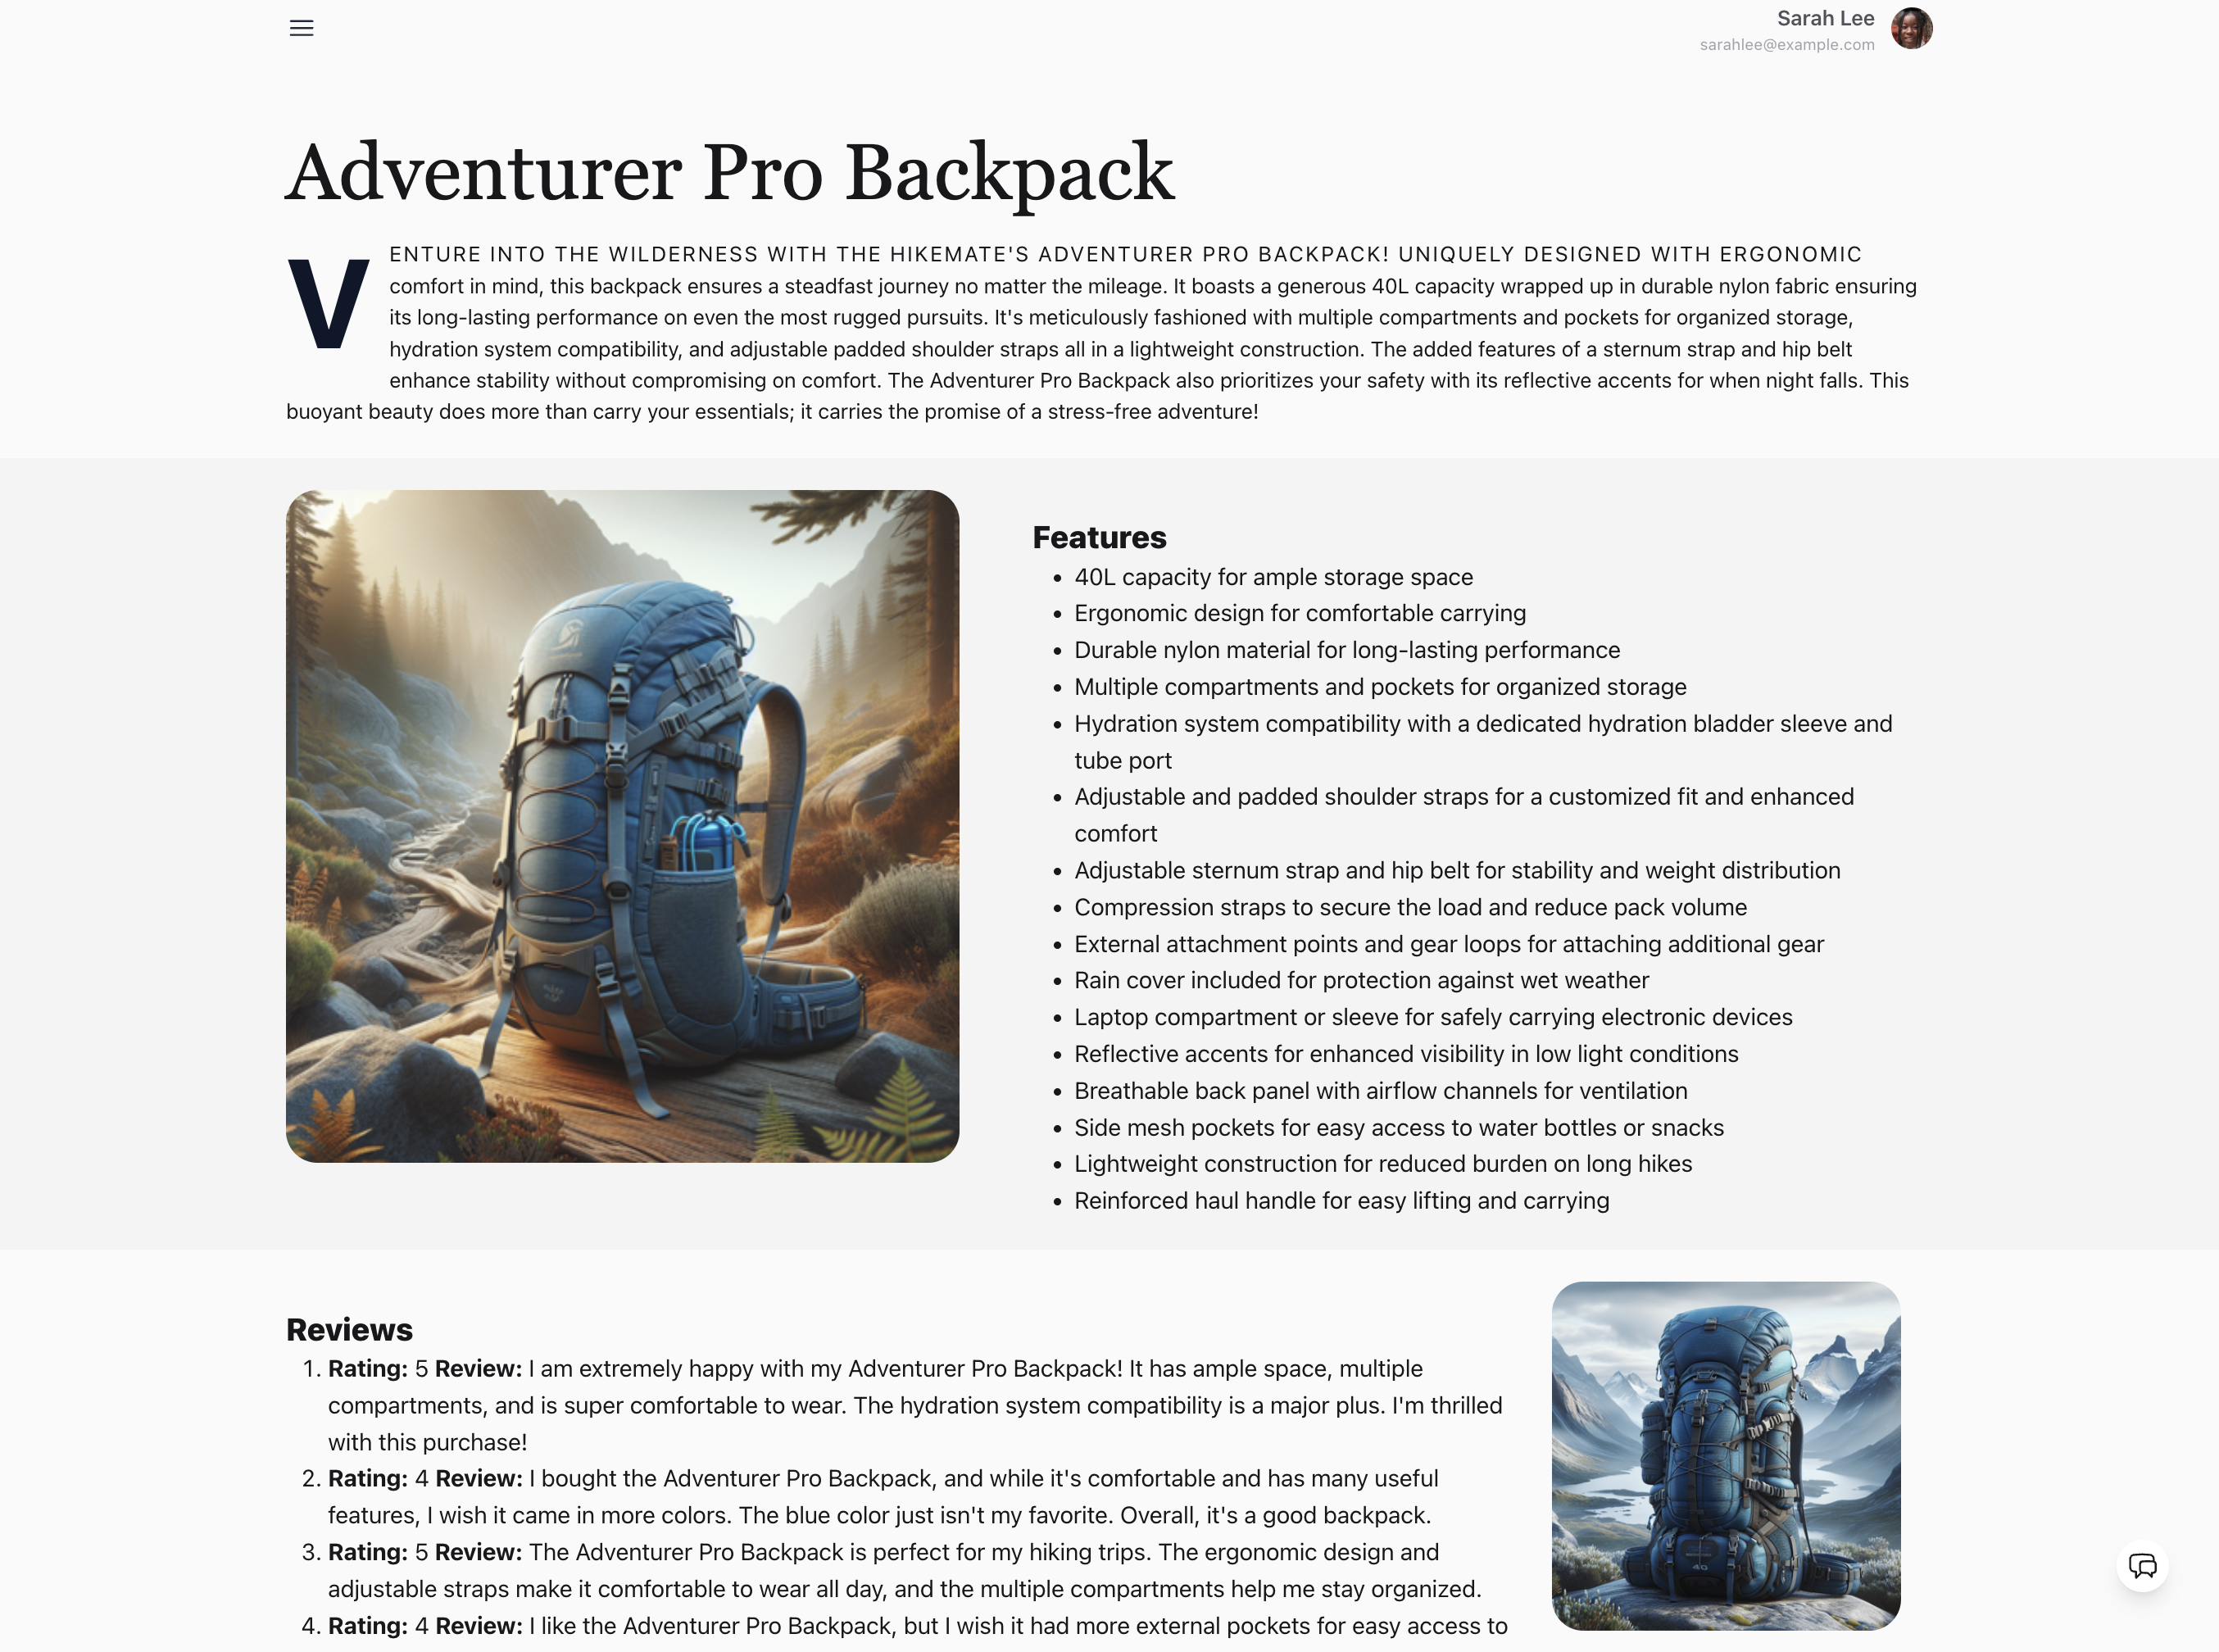 Sarah Lee
sarahlee@example.com
Adventurer Pro Backpack
VENTURE INTO THE WILDERNESS WITH THE HIKEMATE'S ADVENTURER PRO BACKPACK! UNIQUELY DESIGNED WITH ERGONOMIC
comfort in mind, this backpack ensures a steadfast journey no matter the mileage. It boasts a generous 40L capacity wrapped up in durable nylon fabric ensuring
its long-lasting performance on even the most rugged pursuits. It's meticulously fashioned with multiple compartments and pockets for organized storage,
hydration system compatibility, and adjustable padded shoulder straps all in a lightweight construction. The added features of a sternum strap and hip belt
enhance stability without compromising on comfort. The Adventurer Pro Backpack also prioritizes your safety with its reflective accents for when night falls. This
buoyant beauty does more than carry your essentials; it carries the promise of a stress-free adventure!
Features
• 40L capacity for ample storage space
• Ergonomic design for comfortable carrying
• Durable nylon material for long-lasting performance
• Multiple compartments and pockets for organized storage
• Hydration system compatibility with a dedicated hydration bladder sleeve and
tube port
• Adjustable and padded shoulder straps for a customized fit and enhanced
comfort
• Adjustable sternum strap and hip belt for stability and weight distribution
• Compression straps to secure the load and reduce pack volume
• External attachment points and gear loops for attaching additional gear
• Rain cover included for protection against wet weather
• Laptop compartment or sleeve for safely carrying electronic devices
• Reflective accents for enhanced visibility in low light conditions
• Breathable back panel with airflow channels for ventilation
• Side mesh pockets for easy access to water bottles or snacks
• Lightweight construction for reduced burden on long hikes
• Reinforced haul handle for easy lifting and carrying
Reviews
1. Rating: 5 Review: I am extremely happy with my Adventurer Pro Backpack! It has ample space, multiple
compartments, and is super comfortable to wear. The hydration system compatibility is a major plus. I'm thrilled
with this purchase!
2. Rating: 4 Review: I bought the Adventurer Pro Backpack, and while it's comfortable and has many useful
features, I wish it came in more colors. The blue color just isn't my favorite. Overall, it's a good backpack.
3. Rating: 5 Review: The Adventurer Pro Backpack is perfect for my hiking trips. The ergonomic design and
adjustable straps make it comfortable to wear all day, and the multiple compartments help me stay organized.
4. Rating: 4 Review: I like the Adventurer Pro Backpack, but I wish it had more external pockets for easy access to
40